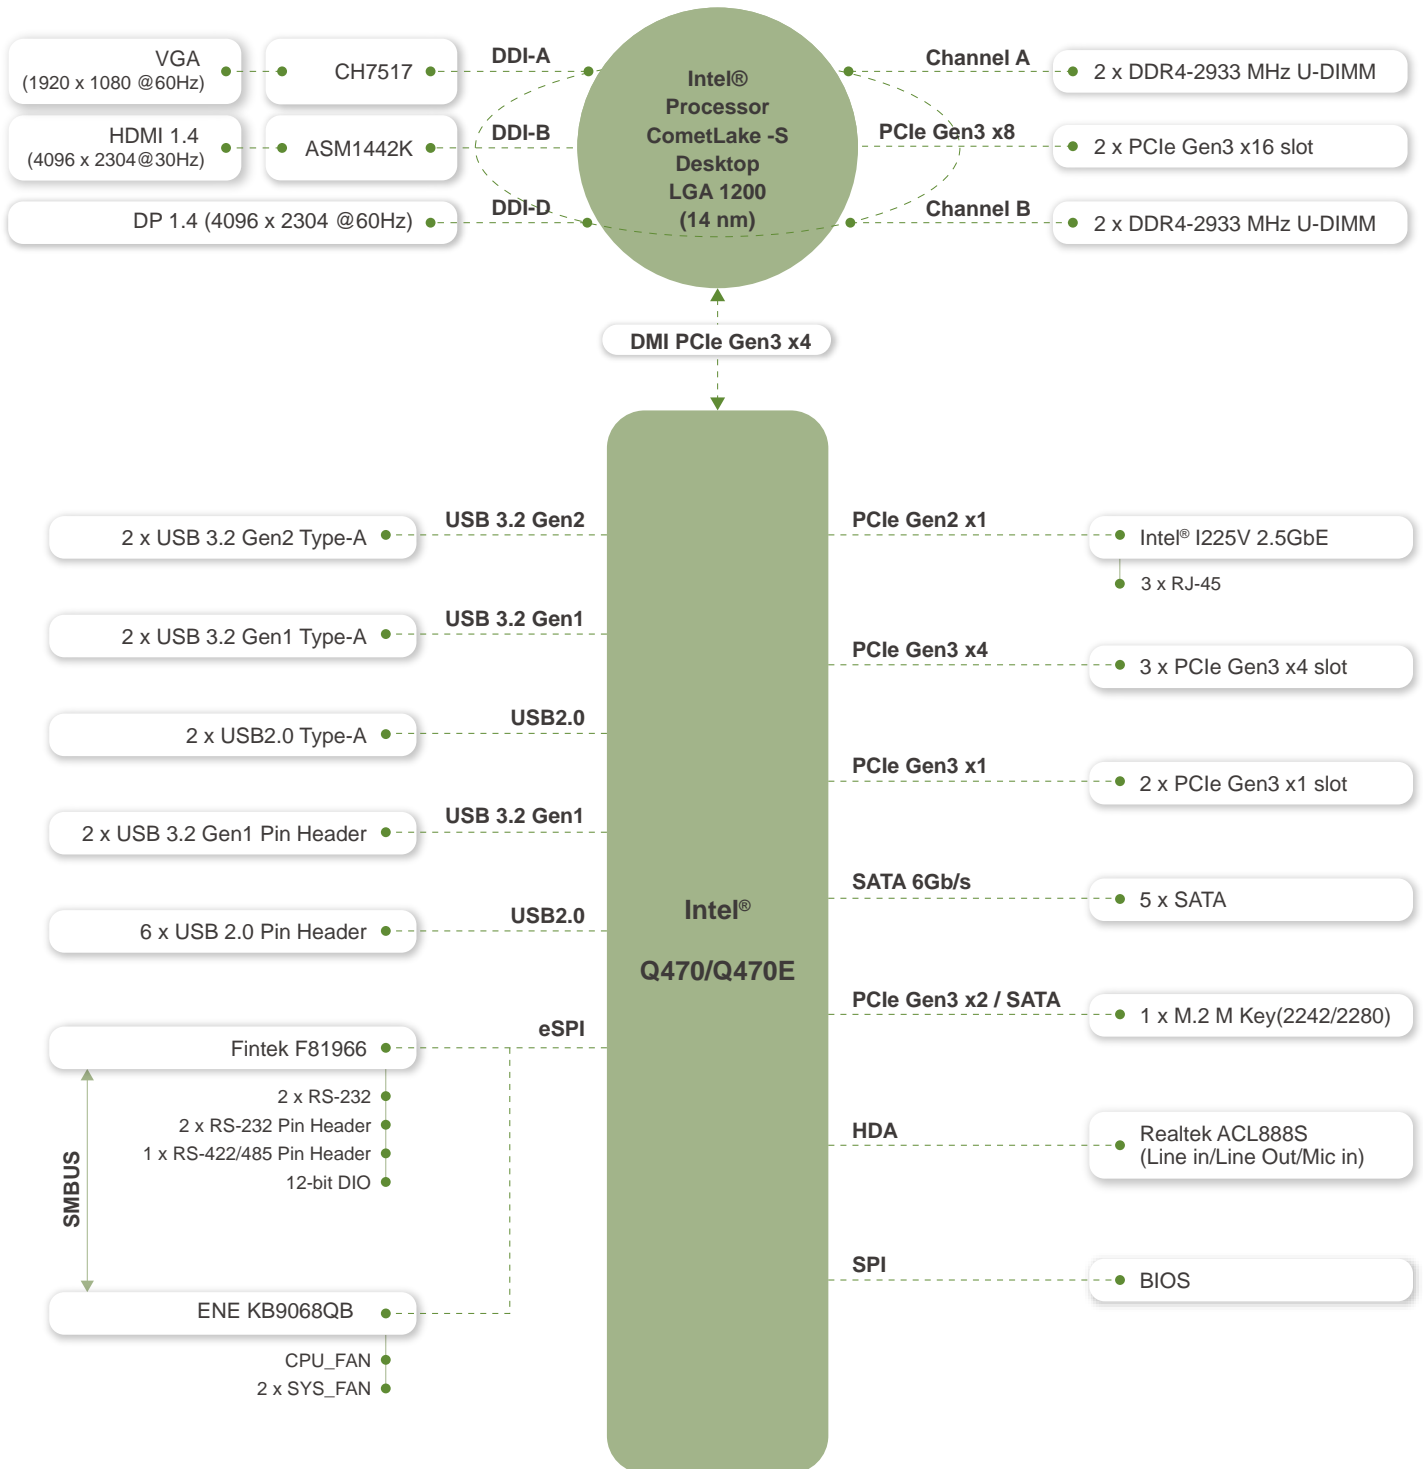 VGA
(1920 x 1080 @60Hz)
CH7517
DDI-A
HDMI 1.4
(4096 x 2304@30Hz)
ASM1442K
DDI-B
DP 1.4 (4096 x 2304 @60Hz)
DDI-D
Intel®
Processor
CometLake -S
Desktop
LGA 1200
(14 nm)
Channel A
2 x DDR4-2933 MHz U-DIMM
PCIe Gen3 x8
2 x PCIe Gen3 x16 slot
Channel B
2 x DDR4-2933 MHz U-DIMM
DMI PCIe Gen3 x4
2 x USB 3.2 Gen2 Type-A
USB 3.2 Gen2
2 x USB 3.2 Gen1 Type-A
USB 3.2 Gen1
2 x USB2.0 Type-A
USB2.0
2 x USB 3.2 Gen1 Pin Header
USB 3.2 Gen1
6 x USB 2.0 Pin Header
USB2.0
Fintek F81966
eSPI
2 x RS-232
2 x RS-232 Pin Header
1 x RS-422/485 Pin Header
12-bit DIO
SMBUS
ENE KB9068QB
CPU_FAN
2 x SYS_FAN
Intel®
Q470/Q470E
PCIe Gen2 x1
Intel® I225V 2.5GbE
3 x RJ-45
PCIe Gen3 x4
3 x PCIe Gen3 x4 slot
PCIe Gen3 x1
2 x PCIe Gen3 x1 slot
SATA 6Gb/s
5 x SATA
PCIe Gen3 x2 / SATA
1 x M.2 M Key(2242/2280)
HDA
Realtek ACL888S
(Line in/Line Out/Mic in)
SPI
BIOS